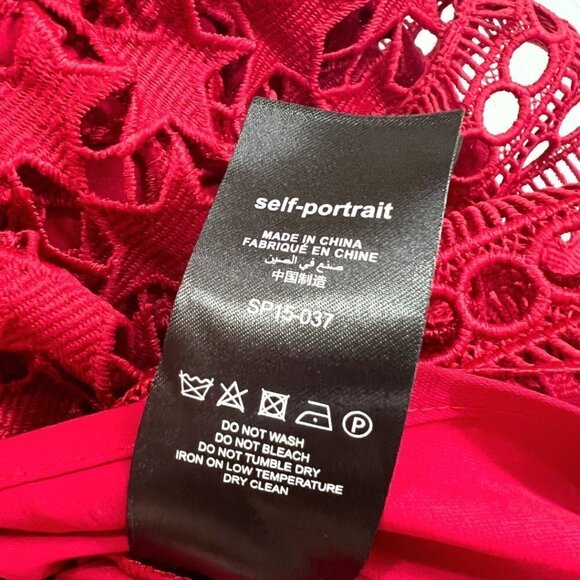 self-portrait
MADE IN CHINA
FABRIQUÉ EN CHINE
صنع في الصين
中国制造
SP15-037
P
DO NOT WASH
DO NOT BLEACH
DO NOT TUMBLE DRY
IRON ON LOW TEMPERATURE
DRY CLEAN